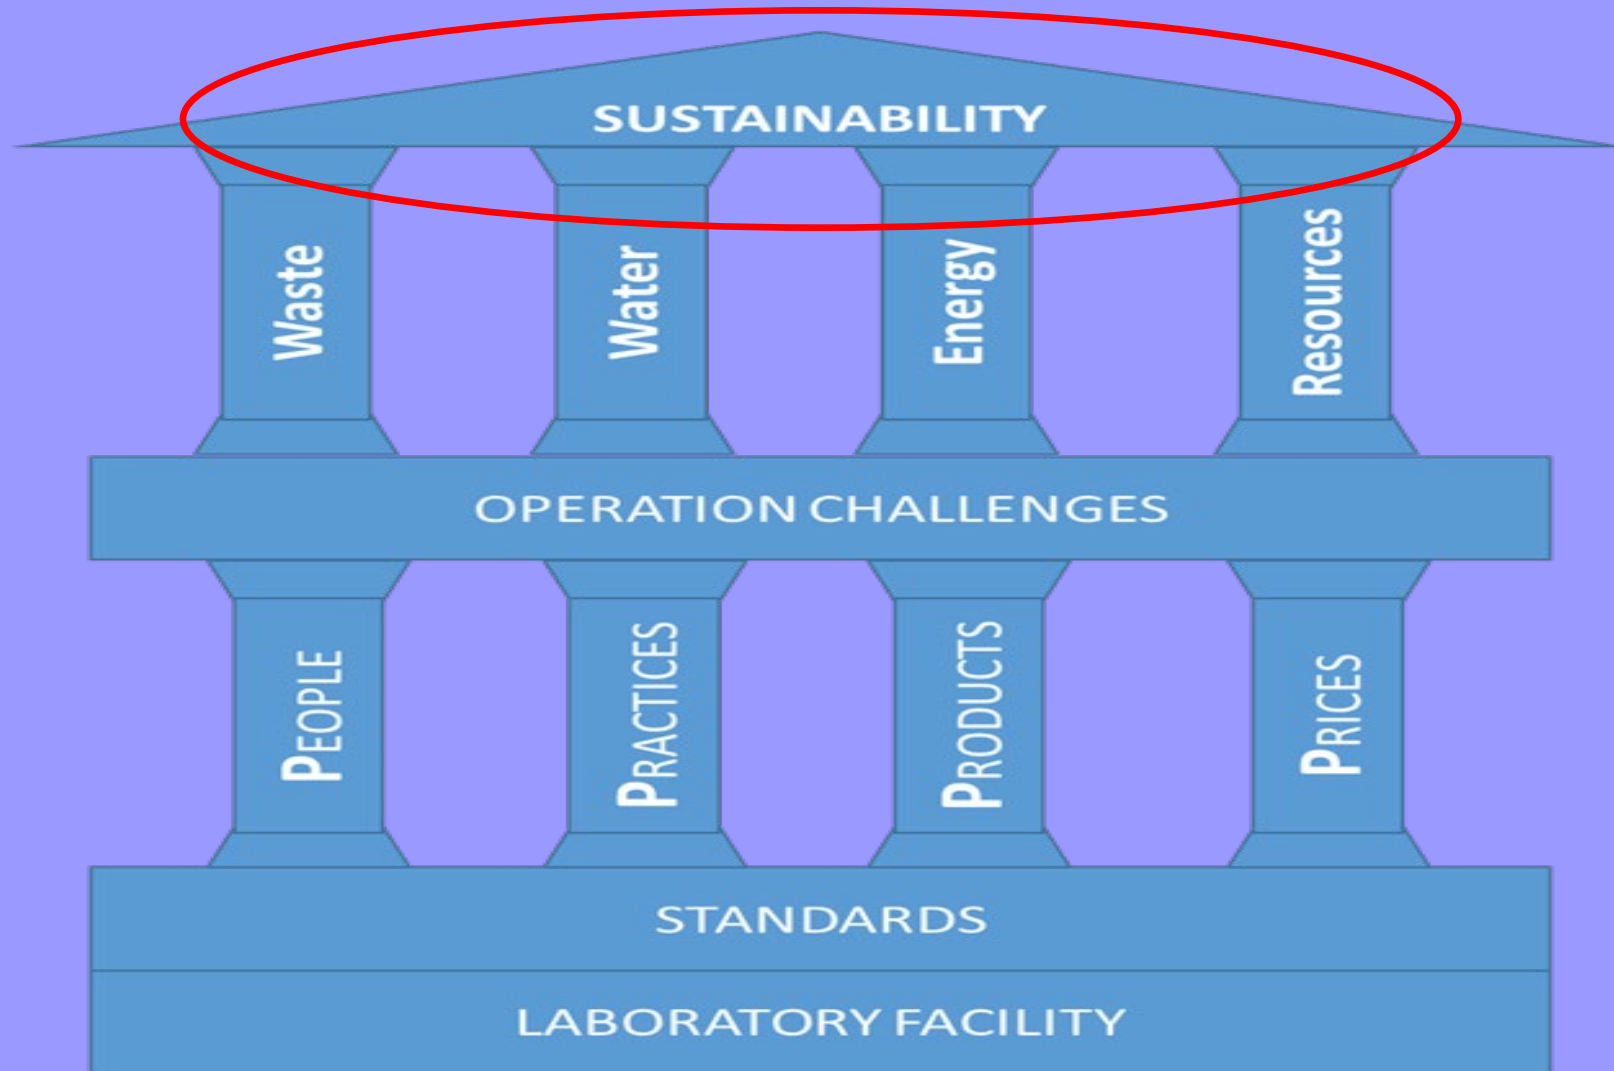 SUSTAINABILITY
Waste
Water
Energy
Resources
OPERATION CHALLENGES
PEOPLE
PRACTICES
PRODUCTS
PRICES
STANDARDS
LABORATORY FACILITY